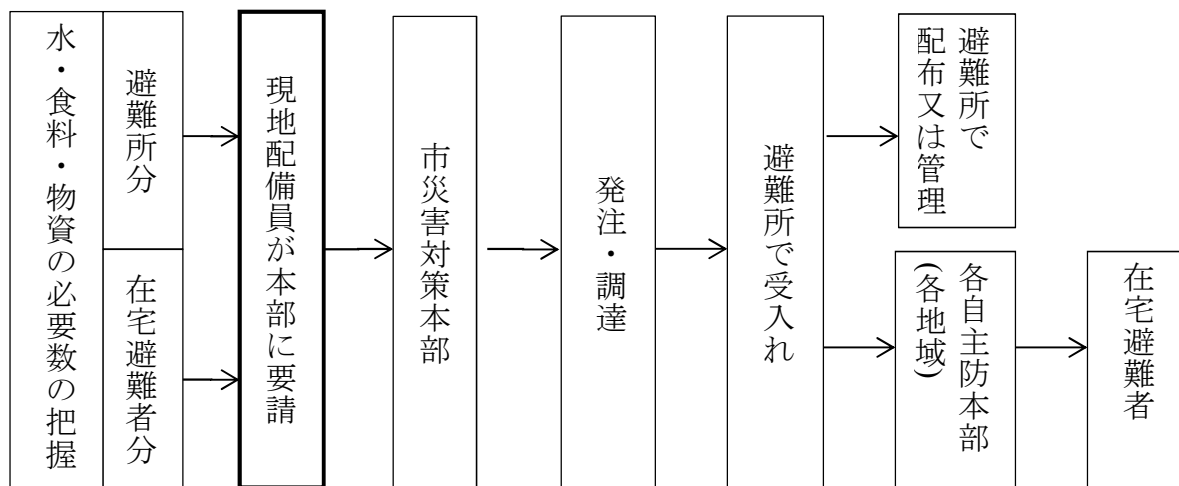 水・食料・物資の必要数の把握
避難所分
在宅避難者分
現地配備員が本部に要請
市災害対策本部
発注・調達
避難所で受入れ
避難所で
配布又は管理
各自主防本部
(各地域)
在宅避難者